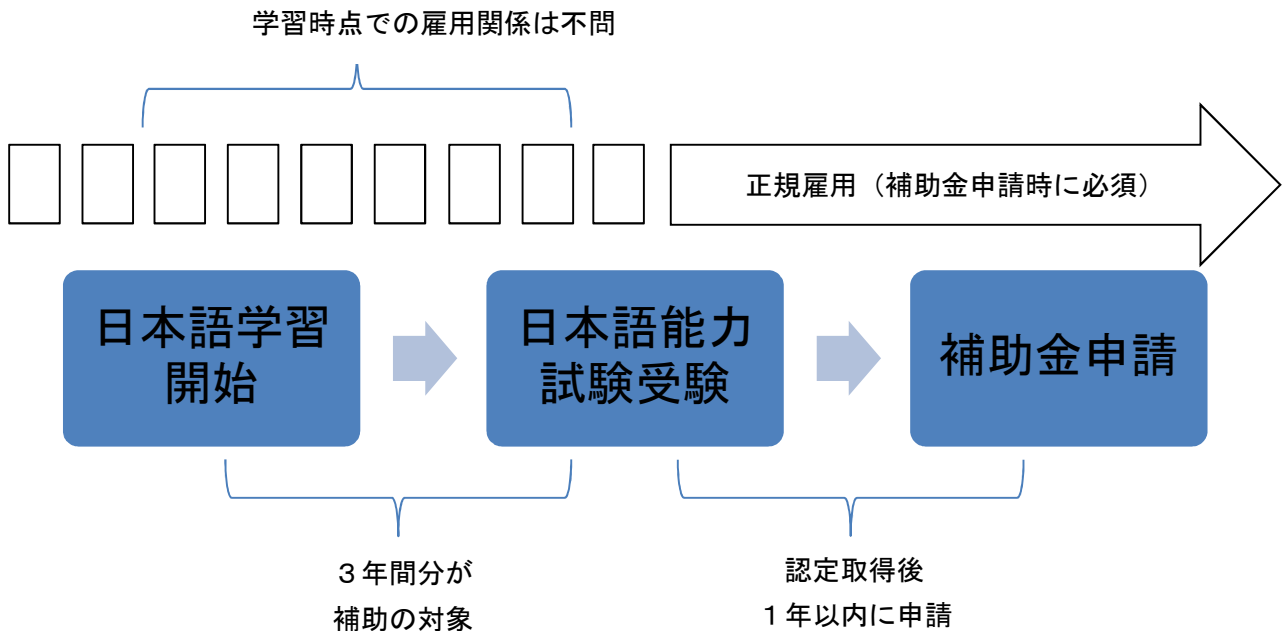 学習時点での雇用関係は不問
正規雇用（補助金申請時に必須）
日本語学習
開始
日本語能力
試験受験
補助金申請
３年間分が
補助の対象
認定取得後
１年以内に申請